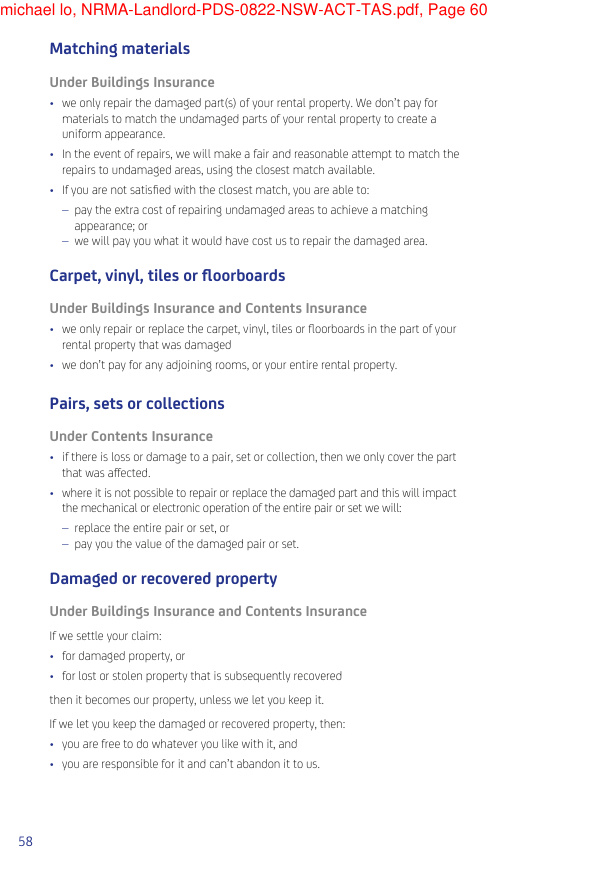 michael lo, NRMA-Landlord-PDS-0822-NSW-ACT-TAS.pdf, Page 60
Matching materials
Under Buildings Insurance
• we only repair the damaged part(s) of your rental property. We don't pay for
materials to match the undamaged parts of your rental property to create a
uniform appearance.
• In the event of repairs, we will make a fair and reasonable attempt to match the
repairs to undamaged areas, using the closest match available.
• If you are not satisfied with the closest match, you are able to:
– pay the extra cost of repairing undamaged areas to achieve a matching
appearance; or
– we will pay you what it would have cost us to repair the damaged area.
Carpet, vinyl, tiles or floorboards
Under Buildings Insurance and Contents Insurance
• we only repair or replace the carpet, vinyl, tiles or floorboards in the part of your
rental property that was damaged
• we don't pay for any adjoining rooms, or your entire rental property.
Pairs, sets or collections
Under Contents Insurance
• if there is loss or damage to a pair, set or collection, then we only cover the part
that was affected.
• where it is not possible to repair or replace the damaged part and this will impact
the mechanical or electronic operation of the entire pair or set we will:
– replace the entire pair or set, or
– pay you the value of the damaged pair or set.
Damaged or recovered property
Under Buildings Insurance and Contents Insurance
If we settle your claim:
• for damaged property, or
• for lost or stolen property that is subsequently recovered
then it becomes our property, unless we let you keep it.
If we let you keep the damaged or recovered property, then:
• you are free to do whatever you like with it, and
• you are responsible for it and can't abandon it to us.
58